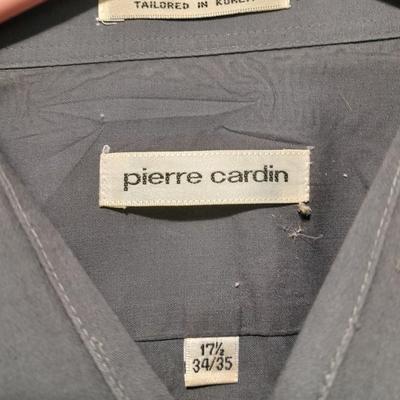 TAILORED IN KOREA
pierre cardin
17½
34/35